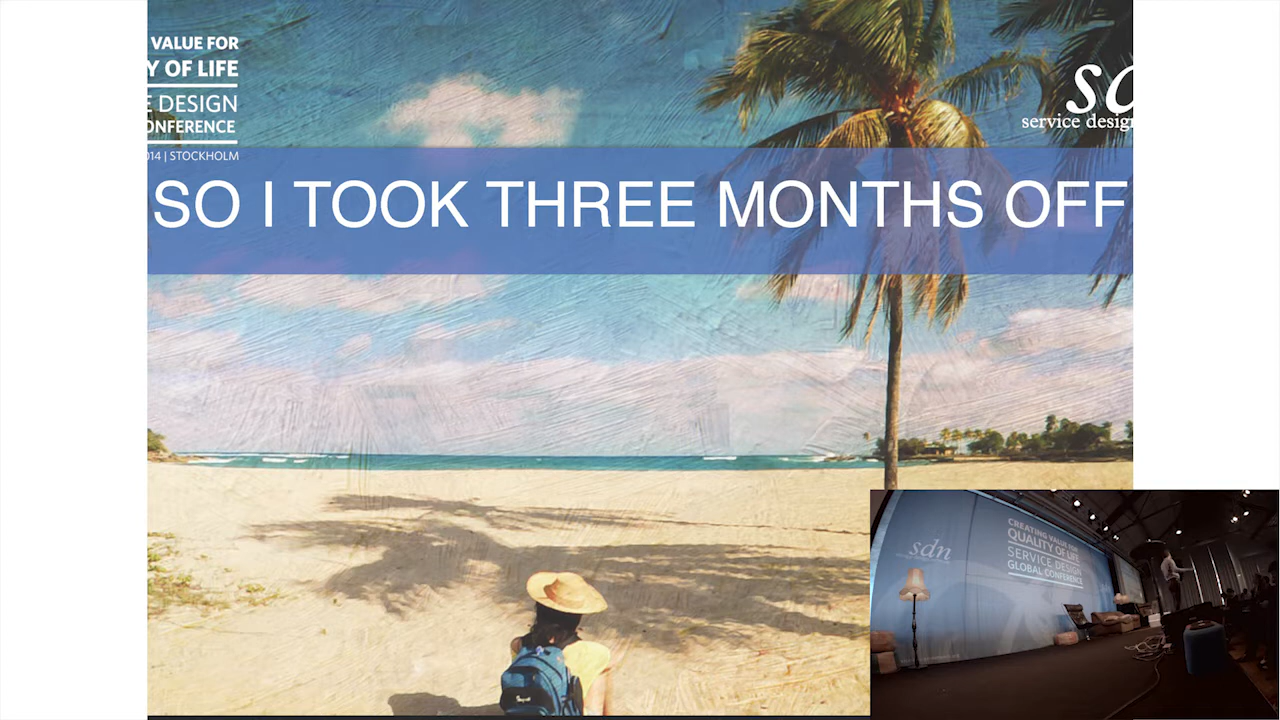 VALUE FOR
Y OF LIFE
E DESIGN
ONFERENCE
014 | STOCKHOLM
service design
SO I TOOK THREE MONTHS OFF
sdn
CREATING VALUE FOR
QUALITY OF LIFE
SERVICE DESIGN
GLOBAL CONFERENCE